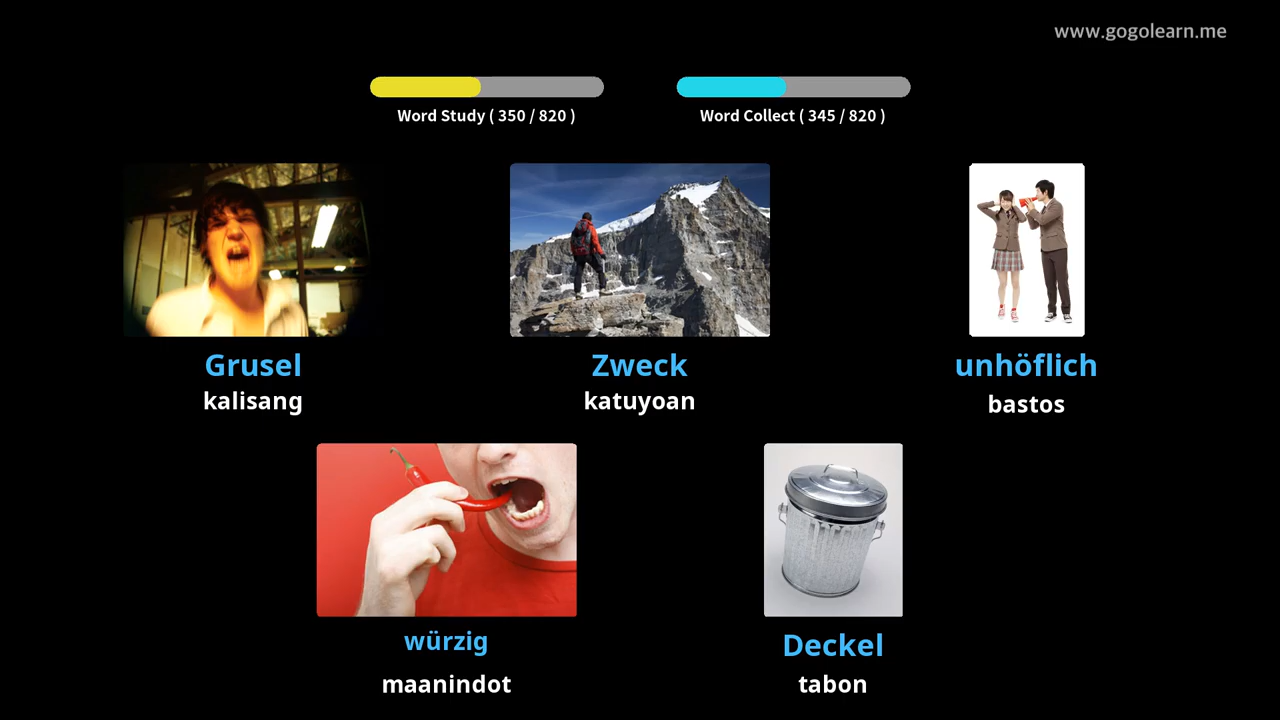 www.gogolearn.me
Word Study ( 350 / 820 )
Word Collect ( 345 / 820 )
Grusel
kalisang
Zweck
katuyoan
unhöflich
bastos
würzig
maanindot
Deckel
tabon